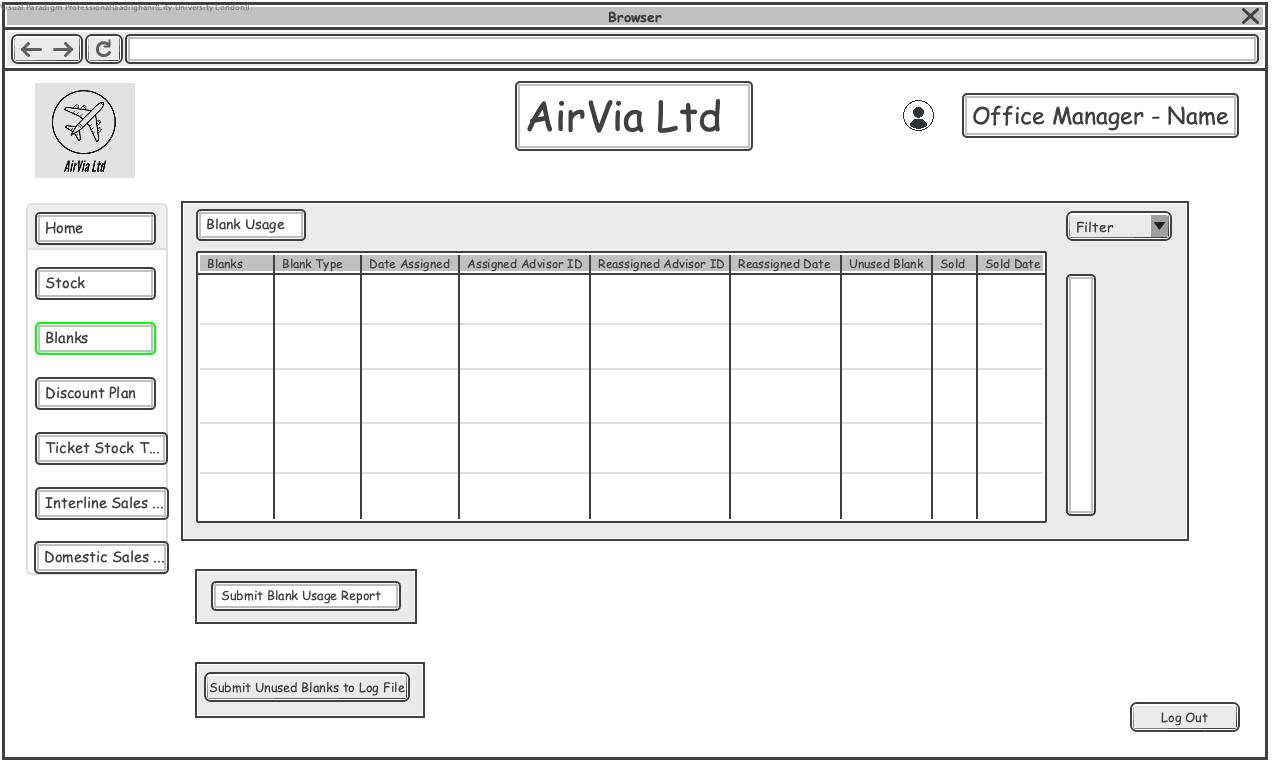 Visual Paradigm Professional(aadilghani(City University London))
Browser
AirVia Ltd
AirVia Ltd
Office Manager - Name
Home
Stock
Blanks
Discount Plan
Ticket Stock T...
Interline Sales ...
Domestic Sales ...
Blank Usage
Filter
Blanks Blank Type Date Assigned Assigned Advisor ID Reassigned Advisor ID Reassigned Date Unused Blank Sold Sold Date
Submit Blank Usage Report
Submit Unused Blanks to Log File
Log Out